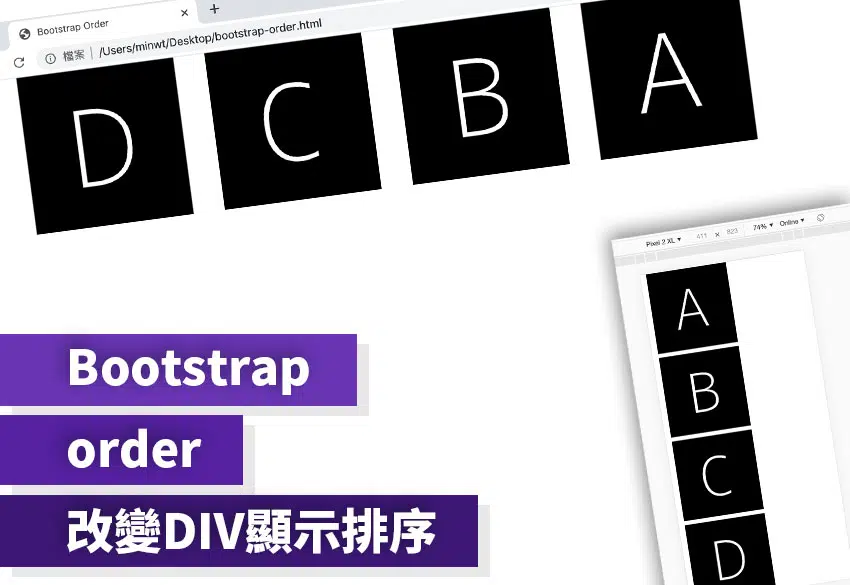 Bootstrap Order
檔案 | /Users/minwt/Desktop/bootstrap-order.html
D C B A
Pixel 2 XL 411 × 823 74% Online
A
B
C
D
Bootstrap
order
改變DIV顯示排序